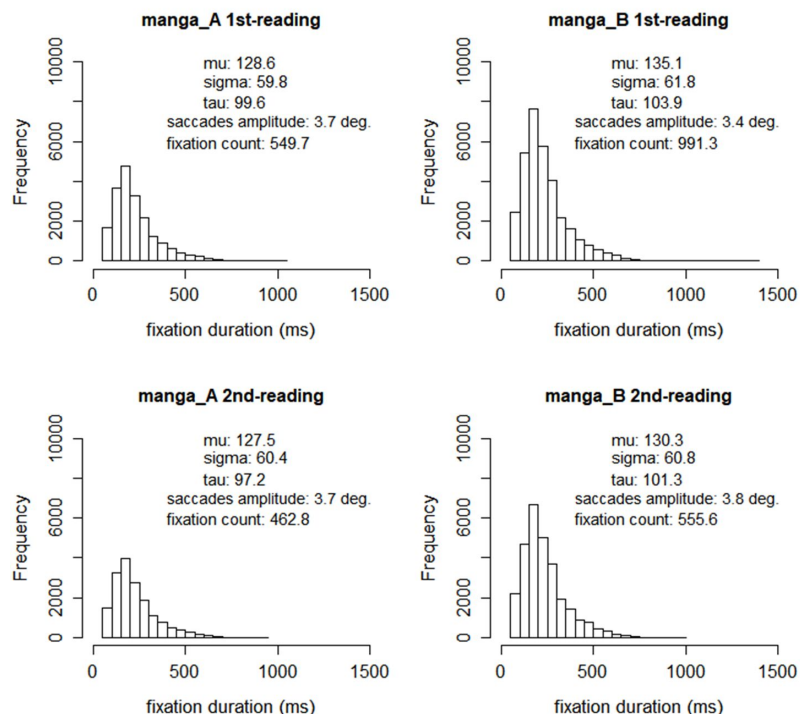 manga_A 1st-reading
mu: 128.6
sigma: 59.8
tau: 99.6
saccades amplitude: 3.7 deg.
fixation count: 549.7
Frequency
10000
6000
2000
0
0 500 1000 1500
fixation duration (ms)
manga_B 1st-reading
mu: 135.1
sigma: 61.8
tau: 103.9
saccades amplitude: 3.4 deg.
fixation count: 991.3
Frequency
10000
6000
2000
0
0 500 1000 1500
fixation duration (ms)
manga_A 2nd-reading
mu: 127.5
sigma: 60.4
tau: 97.2
saccades amplitude: 3.7 deg.
fixation count: 462.8
Frequency
10000
6000
2000
0
0 500 1000 1500
fixation duration (ms)
manga_B 2nd-reading
mu: 130.3
sigma: 60.8
tau: 101.3
saccades amplitude: 3.8 deg.
fixation count: 555.6
Frequency
10000
6000
2000
0
0 500 1000 1500
fixation duration (ms)